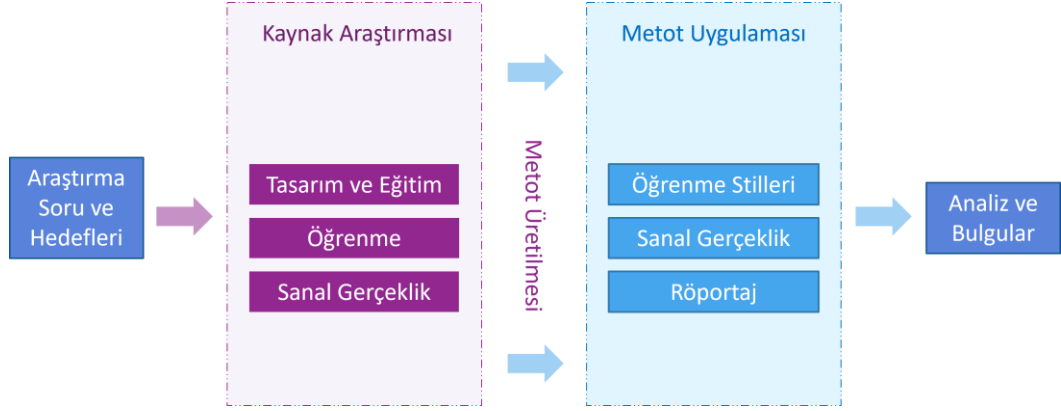 Araştırma
Soru ve
Hedefleri
Kaynak Araştırması
Tasarım ve Eğitim
Öğrenme
Sanal Gerçeklik
Metot Üretilmesi
Metot Uygulaması
Öğrenme Stilleri
Sanal Gerçeklik
Röportaj
Analiz ve
Bulgular